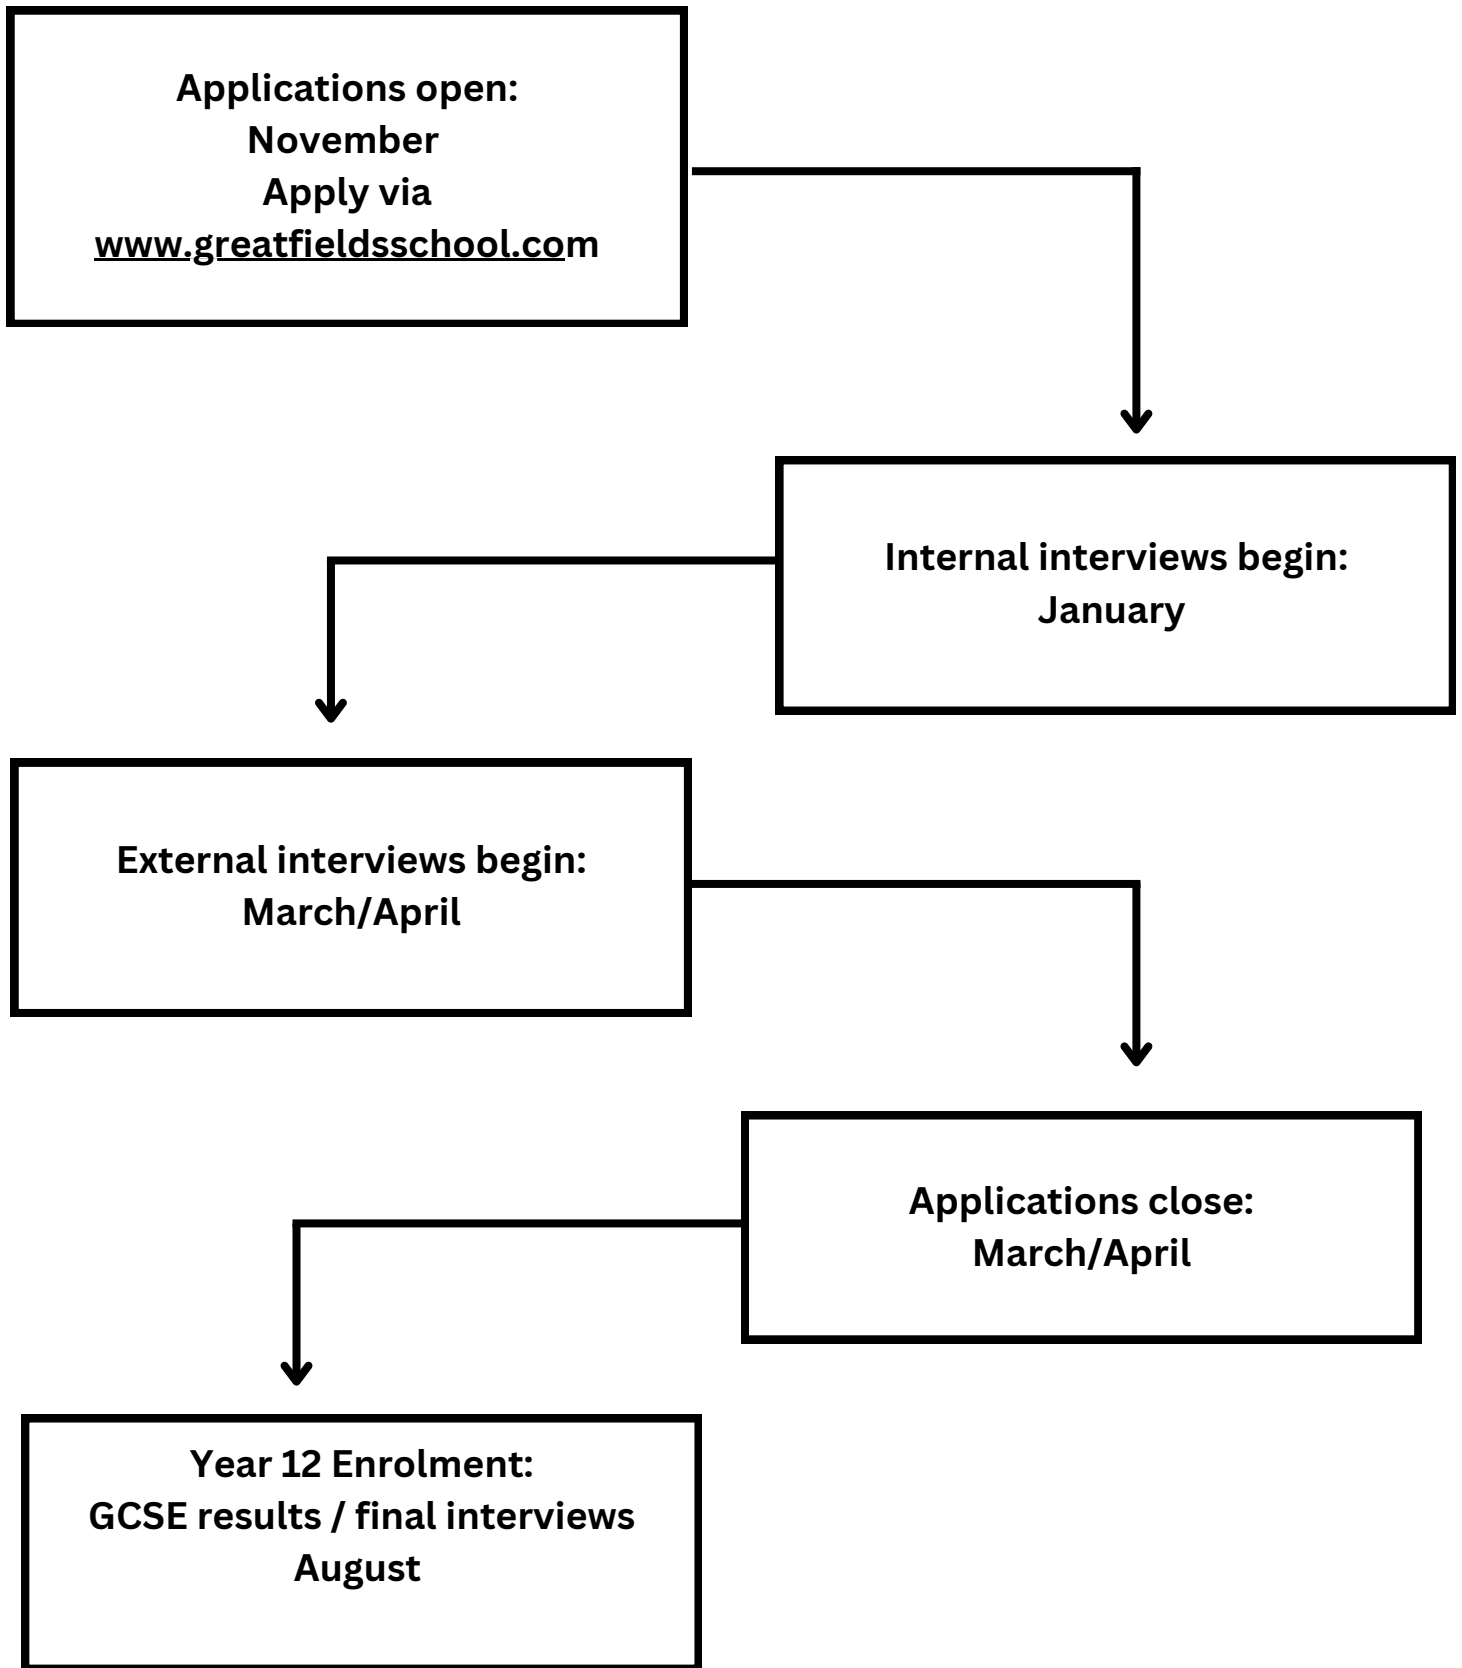 Applications open:
November
Apply via
www.greatfieldsschool.com
Internal interviews begin:
January
External interviews begin:
March/April
Applications close:
March/April
Year 12 Enrolment:
GCSE results / final interviews
August